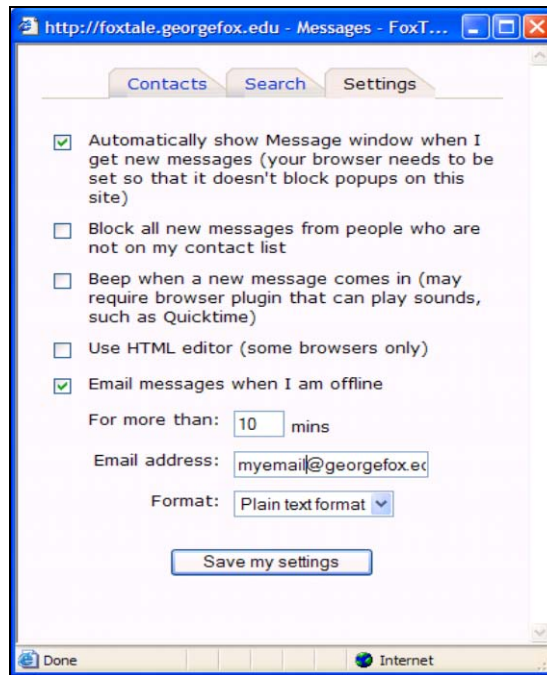 http://foxtale.georgefox.edu - Messages - FoxT...
Contacts Search Settings
Automatically show Message window when I
get new messages (your browser needs to be
set so that it doesn't block popups on this
site)
Block all new messages from people who are
not on my contact list
Beep when a new message comes in (may
require browser plugin that can play sounds,
such as Quicktime)
Use HTML editor (some browsers only)
Email messages when I am offline
For more than: 10 mins
Email address: myemail@georgefox.ec
Format: Plain text format
Save my settings
Done Internet